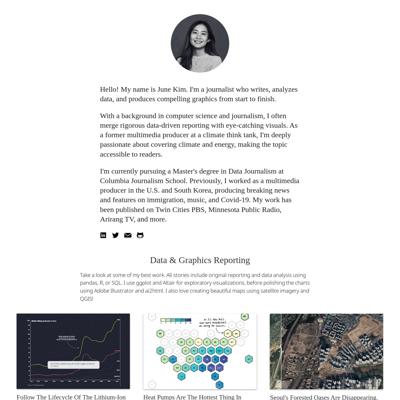 Hello! My name is June Kim. I'm a journalist who writes, analyzes
data, and produces compelling graphics from start to finish.
With a background in computer science and journalism, I often
merge rigorous data-driven reporting with eye-catching visuals. As
a former multimedia producer at a climate think tank, I'm deeply
passionate about covering climate and energy, making the topic
accessible to readers.
I'm currently pursuing a Master's degree in Data Journalism at
Columbia Journalism School. Previously, I worked as a multimedia
producer in the U.S. and South Korea, producing breaking news
and features on immigration, music, and Covid-19. My work has
been published on Twin Cities PBS, Minnesota Public Radio,
Arirang TV, and more.
Data & Graphics Reporting
Take a look at some of my best work. All stories include original reporting and data analysis using
pandas, R, or SQL. I use ggplot and Altair for exploratory visualizations, before polishing the charts
using Adobe Illustrator and ai2html. I also love creating beautiful maps using satellite imagery and
QGIS!
Follow The Lifecycle Of The Lithium-Ion
Heat Pumps Are The Hottest Thing In
Seoul's Forested Oases Are Disappearing.